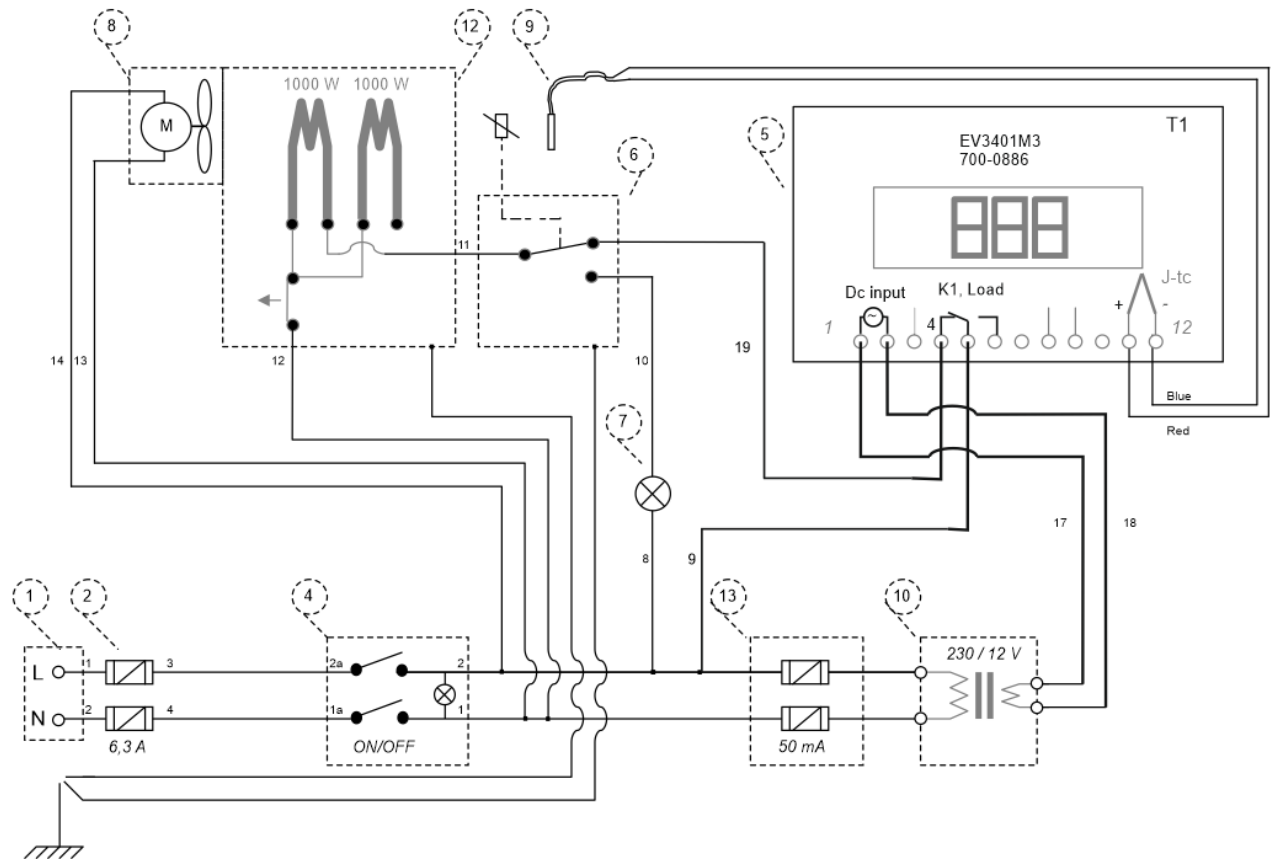 8
12
9
1000 W 1000 W
M
T1
EV3401M3
700-0886
5
6
11
J-tc
Dc input
K1, Load
+
-
1
4
12
14
13
12
10
19
Blue
Red
7
17
18
8
9
1
2
4
13
10
L
1
3
2a
2
230 / 12 V
N
2
4
1a
1
6,3 A
ON/OFF
50 mA